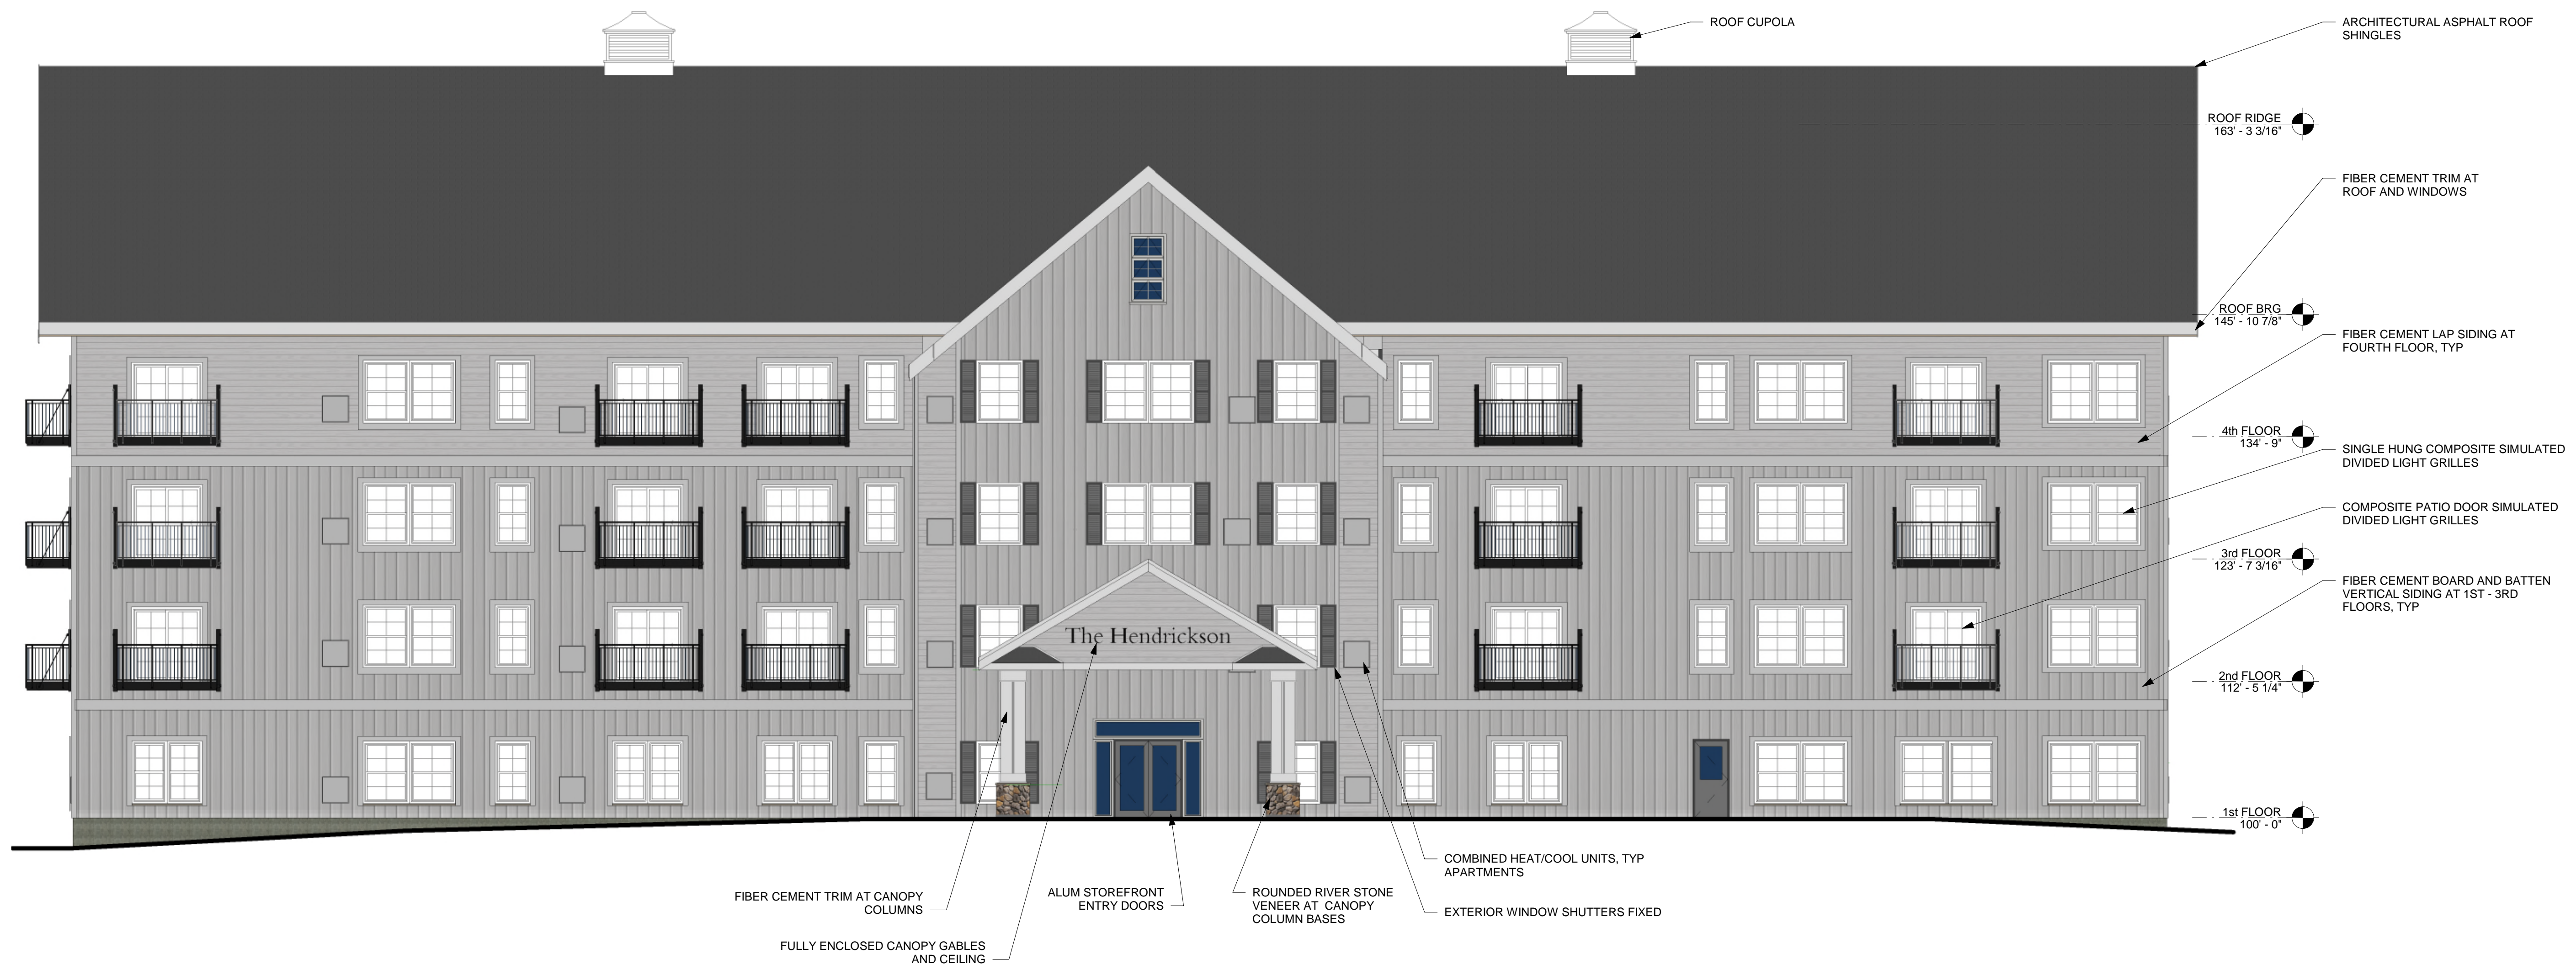 ROOF CUPOLA
ARCHITECTURAL ASPHALT ROOF
SHINGLES
ROOF RIDGE
163' - 3 3/16"
FIBER CEMENT TRIM AT
ROOF AND WINDOWS
ROOF BRG
145' - 10 7/8"
FIBER CEMENT LAP SIDING AT
FOURTH FLOOR, TYP
4th FLOOR
134' - 9"
SINGLE HUNG COMPOSITE SIMULATED
DIVIDED LIGHT GRILLES
COMPOSITE PATIO DOOR SIMULATED
DIVIDED LIGHT GRILLES
3rd FLOOR
123' - 7 3/16"
FIBER CEMENT BOARD AND BATTEN
VERTICAL SIDING AT 1ST - 3RD
FLOORS, TYP
The Hendrickson
2nd FLOOR
112' - 5 1/4"
1st FLOOR
100' - 0"
COMBINED HEAT/COOL UNITS, TYP
APARTMENTS
FIBER CEMENT TRIM AT CANOPY
COLUMNS
ALUM STOREFRONT
ENTRY DOORS
ROUNDED RIVER STONE
VENEER AT CANOPY
COLUMN BASES
EXTERIOR WINDOW SHUTTERS FIXED
FULLY ENCLOSED CANOPY GABLES
AND CEILING